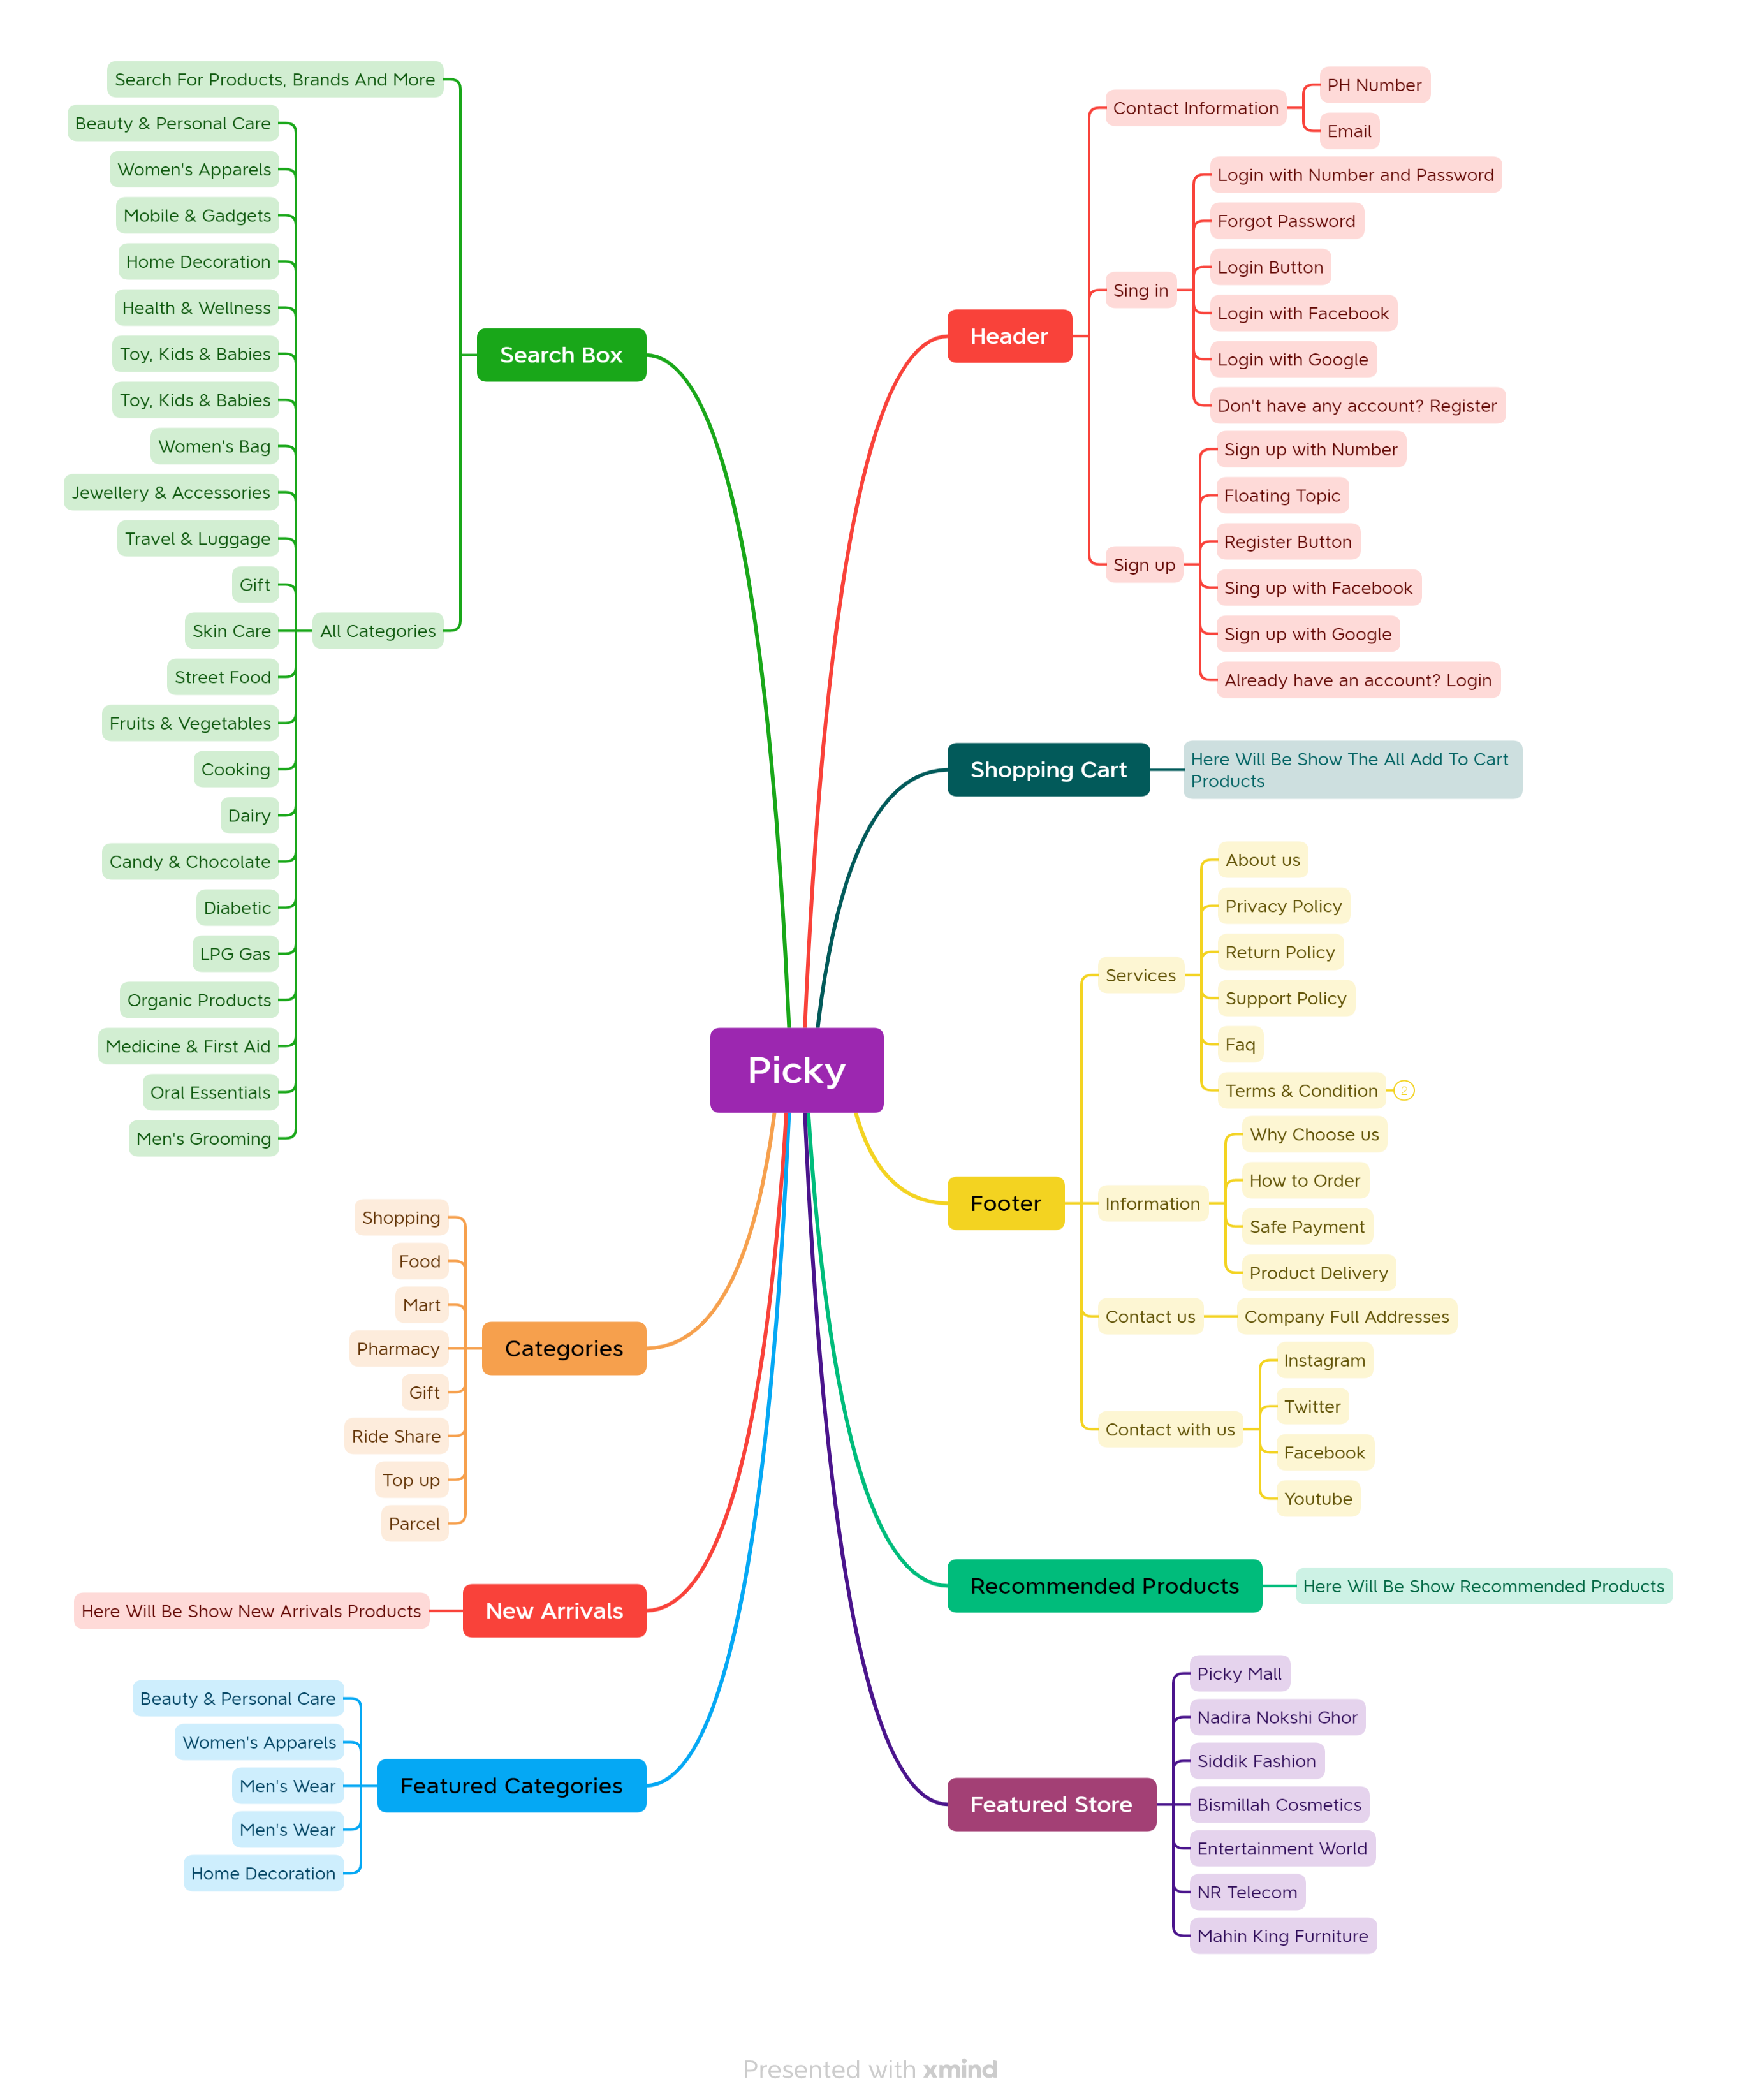 Picky
Header
Contact Information
PH Number
Email
Sing in
Login with Number and Password
Forgot Password
Login Button
Login with Facebook
Login with Google
Don't have any account? Register
Sign up
Sign up with Number
Floating Topic
Register Button
Sing up with Facebook
Sign up with Google
Already have an account? Login
Shopping Cart
Here Will Be Show The All Add To Cart
Products
Footer
Services
About us
Privacy Policy
Return Policy
Support Policy
Faq
Terms & Condition
2
Information
Why Choose us
How to Order
Safe Payment
Product Delivery
Contact us
Company Full Addresses
Contact with us
Instagram
Twitter
Facebook
Youtube
Recommended Products
Here Will Be Show Recommended Products
Featured Store
Picky Mall
Nadira Nokshi Ghor
Siddik Fashion
Bismillah Cosmetics
Entertainment World
NR Telecom
Mahin King Furniture
Search Box
Search For Products, Brands And More
All Categories
Beauty & Personal Care
Women's Apparels
Mobile & Gadgets
Home Decoration
Health & Wellness
Toy, Kids & Babies
Toy, Kids & Babies
Women's Bag
Jewellery & Accessories
Travel & Luggage
Gift
Skin Care
Street Food
Fruits & Vegetables
Cooking
Dairy
Candy & Chocolate
Diabetic
LPG Gas
Organic Products
Medicine & First Aid
Oral Essentials
Men's Grooming
Categories
Shopping
Food
Mart
Pharmacy
Gift
Ride Share
Top up
Parcel
New Arrivals
Here Will Be Show New Arrivals Products
Featured Categories
Beauty & Personal Care
Women's Apparels
Men's Wear
Men's Wear
Home Decoration
Presented with xmind